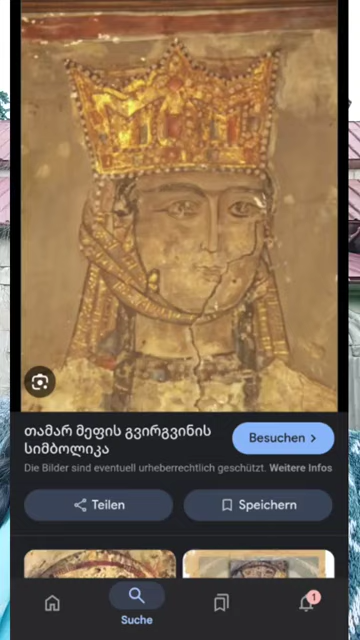 თამარ მეფის გვირგვინის
სიმბოლიკა
Besuchen
Die Bilder sind eventuell urheberrechtlich geschützt. Weitere Infos
Teilen
Speichern
1
Suche